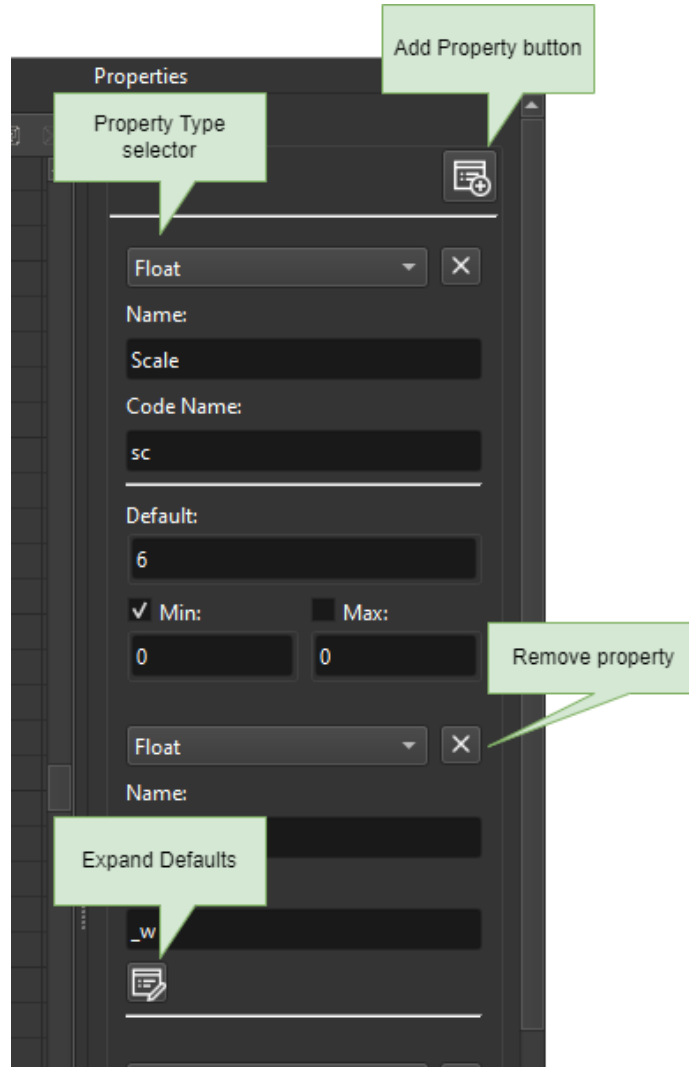 Add Property button
Properties
Property Type
selector
Float
Name:
Scale
Code Name:
sc
Default:
6
Min:
Max:
0
0
Remove property
Float
Name:
Expand Defaults
_w